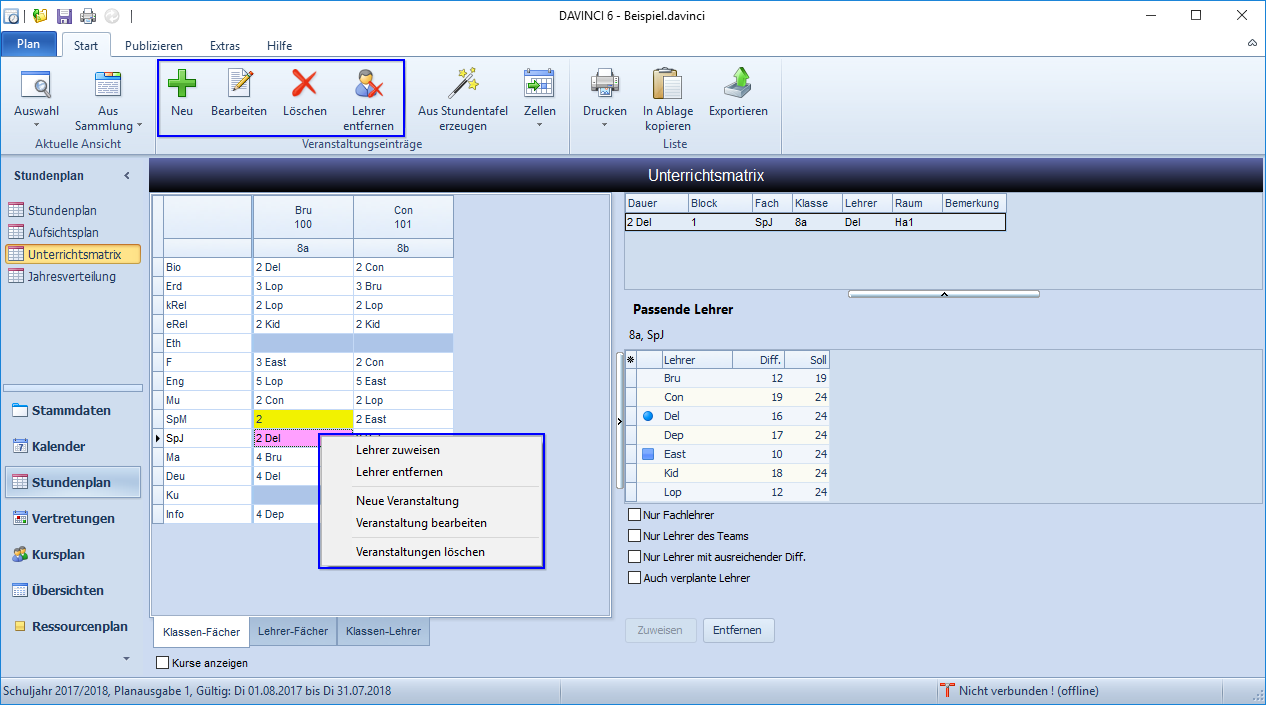 DAVINCI 6 - Beispiel.davinci
Plan Start Publizieren Extras Hilfe
Auswahl
Aus Sammlung
Aktuelle Ansicht
Neu
Bearbeiten
Löschen
Lehrer entfernen
Aus Stundentafel erzeugen
Zellen
Veranstaltungseinträge
Drucken
In Ablage kopieren
Exportieren
Liste
Stundenplan
Stundenplan
Aufsichtsplan
Unterrichtsmatrix
Jahresverteilung
Stammdaten
Kalender
Stundenplan
Vertretungen
Kursplan
Übersichten
Ressourcenplan
Unterrichtsmatrix
Bru Con
100 101
8a 8b
Bio 2 Del 2 Con
Erd 3 Lop 3 Bru
kRel 2 Lop 2 Lop
eRel 2 Kid 2 Kid
Eth
F 3 East 2 Con
Eng 5 Lop 5 East
Mu 2 Con 2 Lop
SpM 2 2 East
SpJ 2 Del
Ma 4 Bru
Deu 4 Del
Ku
Info 4 Dep
Lehrer zuweisen
Lehrer entfernen
Neue Veranstaltung
Veranstaltung bearbeiten
Veranstaltungen löschen
Klassen-Fächer Lehrer-Fächer Klassen-Lehrer
Kurse anzeigen
Dauer Block Fach Klasse Lehrer Raum Bemerkung
2 Del 1 SpJ 8a Del Ha1
Passende Lehrer
8a, SpJ
Lehrer Diff. Soll
Bru 12 19
Con 19 24
Del 16 24
Dep 17 24
East 10 24
Kid 18 24
Lop 12 24
Nur Fachlehrer
Nur Lehrer des Teams
Nur Lehrer mit ausreichender Diff.
Auch verplante Lehrer
Zuweisen Entfernen
Schuljahr 2017/2018, Planausgabe 1, Gültig: Di 01.08.2017 bis Di 31.07.2018
Nicht verbunden ! (offline)